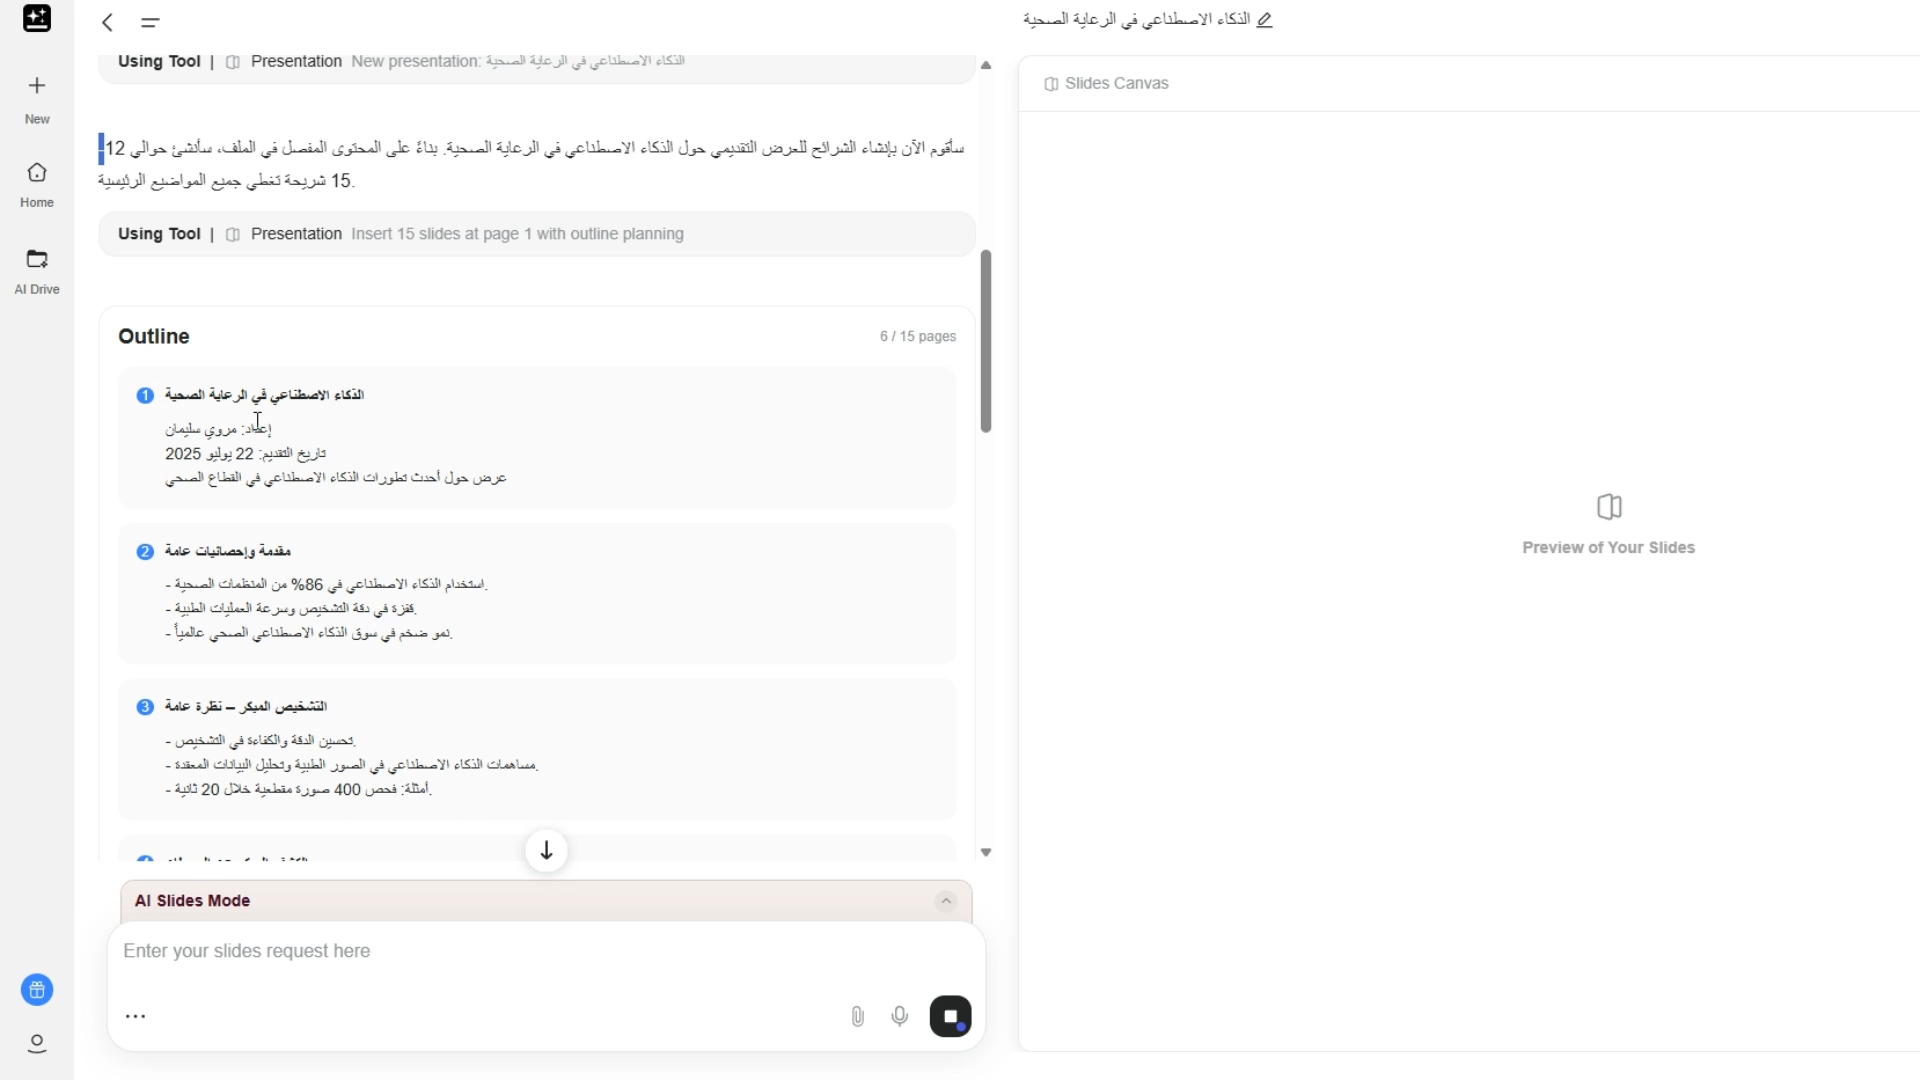 New
Home
AI Drive
Using Tool | Presentation New presentation: الذكاء الاصطناعي في الرعاية الصحية
سأقوم الآن بإنشاء الشرائح للعرض التقديمي حول الذكاء الاصطناعي في الرعاية الصحية. بناءً على المحتوى المفصل في الملف، سأنشئ حوالي 12-
15 شريحة تغطي جميع المواضيع الرئيسية.
Using Tool | Presentation Insert 15 slides at page 1 with outline planning
Outline
6 / 15 pages
1 الذكاء الاصطناعي في الرعاية الصحية
إعداد: مروي سليمان
تاريخ التقديم: 22 يوليو 2025
عرض حول أحدث تطورات الذكاء الاصطناعي في القطاع الصحي
2 مقدمة وإحصائيات عامة
- استخدام الذكاء الاصطناعي في 86% من المنظمات الصحية.
- قفزة في دقة التشخيص وسرعة العمليات الطبية.
- نمو ضخم في سوق الذكاء الاصطناعي الصحي عالمياً.
3 التشخيص المبكر – نظرة عامة
- تحسين الدقة والكفاءة في التشخيص.
- مساهمات الذكاء الاصطناعي في الصور الطبية وتحليل البيانات المعقدة.
- أمثلة: فحص 400 صورة مقطعية خلال 20 ثانية.
AI Slides Mode
Enter your slides request here
الذكاء الاصطناعي في الرعاية الصحية
Slides Canvas
Preview of Your Slides